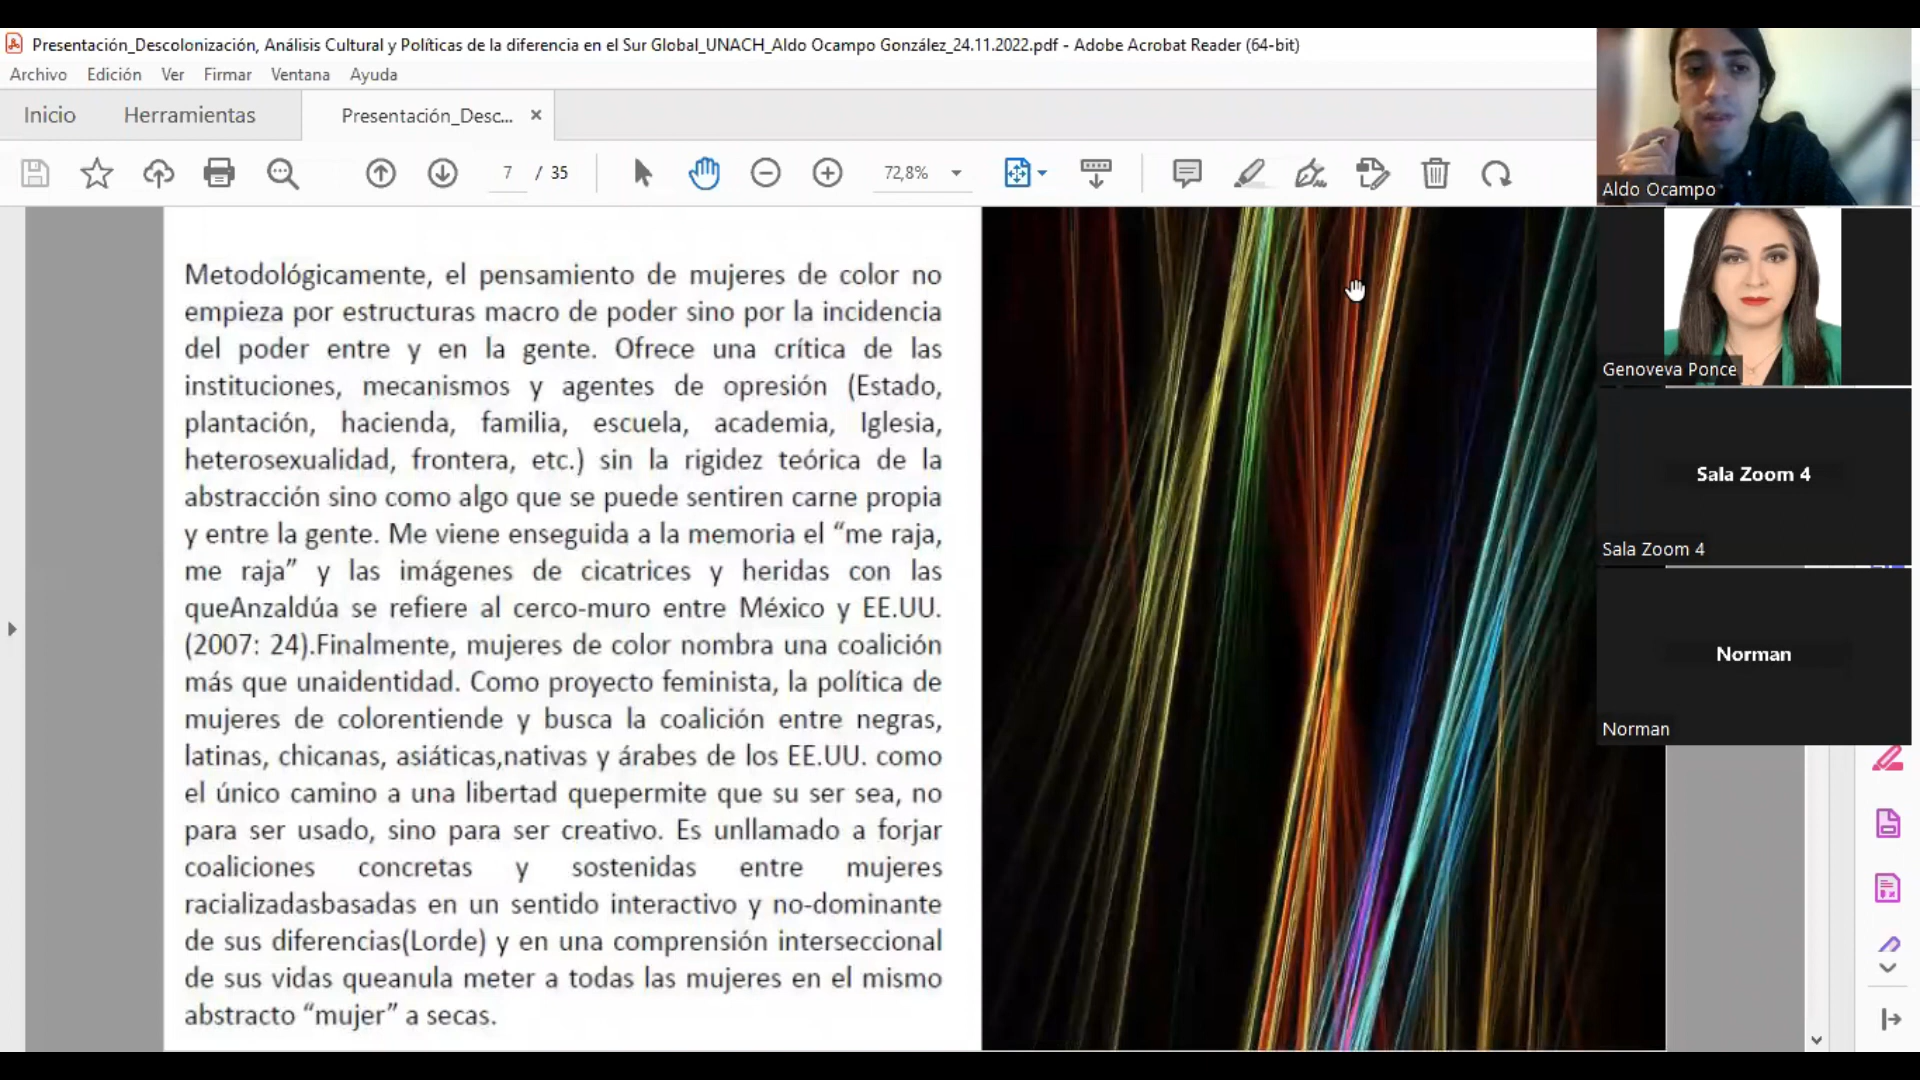 Presentación_Descolonización, Análisis Cultural y Políticas de la diferencia en el Sur Global_UNACH_Aldo Ocampo González_24.11.2022.pdf - Adobe Acrobat Reader (64-bit)
Archivo Edición Ver Firmar Ventana Ayuda
Inicio Herramientas Presentación_Desc... ×
7 / 35 72,8%
Metodológicamente, el pensamiento de mujeres de color no
empieza por estructuras macro de poder sino por la incidencia
del poder entre y en la gente. Ofrece una crítica de las
instituciones, mecanismos y agentes de opresión (Estado,
plantación, hacienda, familia, escuela, academia, Iglesia,
heterosexualidad, frontera, etc.) sin la rigidez teórica de la
abstracción sino como algo que se puede sentiren carne propia
y entre la gente. Me viene enseguida a la memoria el “me raja,
me raja” y las imágenes de cicatrices y heridas con las
queAnzaldúa se refiere al cerco-muro entre México y EE.UU.
(2007: 24).Finalmente, mujeres de color nombra una coalición
más que unaidentidad. Como proyecto feminista, la política de
mujeres de colorentiende y busca la coalición entre negras,
latinas, chicanas, asiáticas,nativas y árabes de los EE.UU. como
el único camino a una libertad quepermite que su ser sea, no
para ser usado, sino para ser creativo. Es unllamado a forjar
coaliciones concretas y sostenidas entre mujeres
racializadasbasadas en un sentido interactivo y no-dominante
de sus diferencias(Lorde) y en una comprensión interseccional
de sus vidas queanula meter a todas las mujeres en el mismo
abstracto “mujer” a secas.
Aldo Ocampo
Genoveva Ponce
Sala Zoom 4
Sala Zoom 4
Norman
Norman